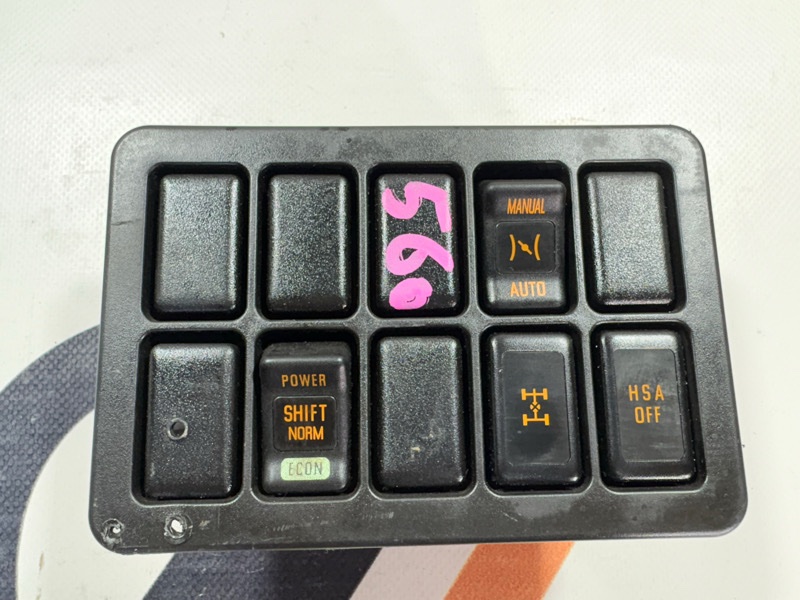 560
MANUAL
AUTO
POWER
SHIFT
NORM
ECON
HSA
OFF